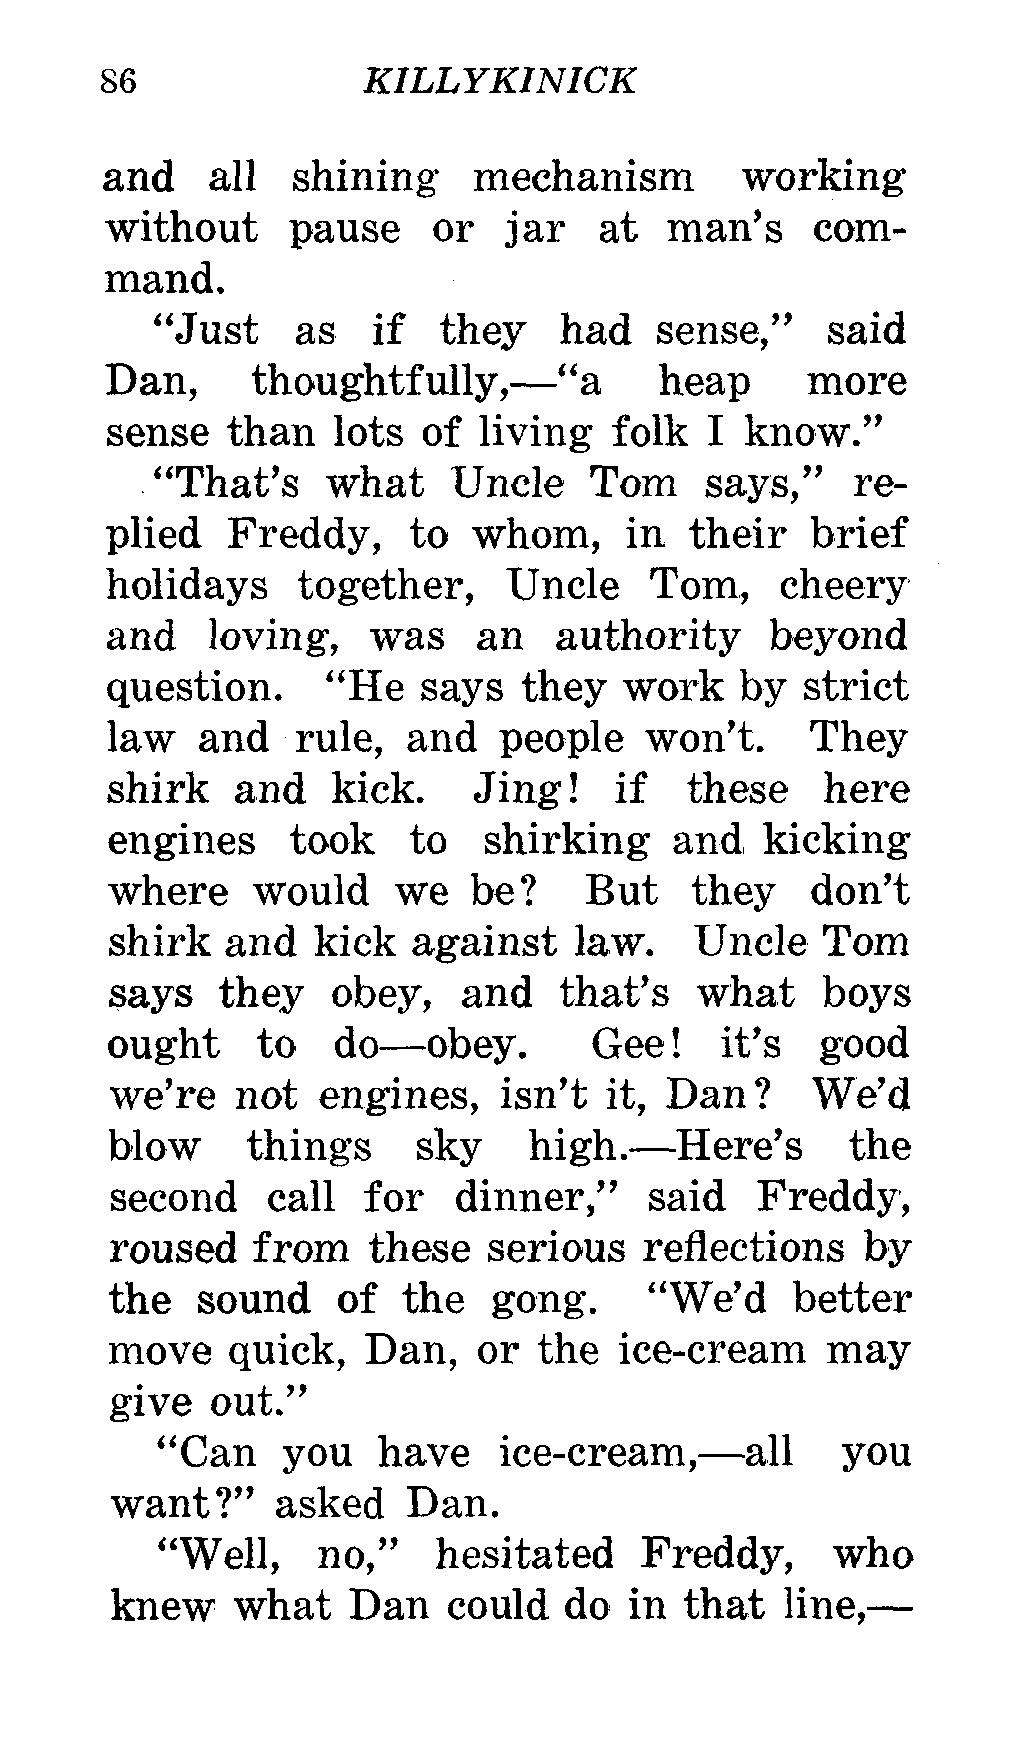 86 KILLYKINICK
and all shining mechanism working
without pause or jar at man's com-
mand.
"Just as if they had sense," said
Dan, thoughtfully,—"a heap more
sense than lots of living folk I know."
"That's what Uncle Tom says," re-
plied Freddy, to whom, in their brief
holidays together, Uncle Tom, cheery
and loving, was an authority beyond
question. "He says they work by strict
law and rule, and people won't. They
shirk and kick. Jing! if these here
engines took to shirking and kicking
where would we be? But they don't
shirk and kick against law. Uncle Tom
says they obey, and that's what boys
ought to do—obey. Gee! it's good
we're not engines, isn't it, Dan? We'd
blow things sky high.—Here's the
second call for dinner," said Freddy,
roused from these serious reflections by
the sound of the gong. "We'd better
move quick, Dan, or the ice-cream may
give out."
"Can you have ice-cream,—all you
want?" asked Dan.
"Well, no," hesitated Freddy, who
knew what Dan could do in that line,—